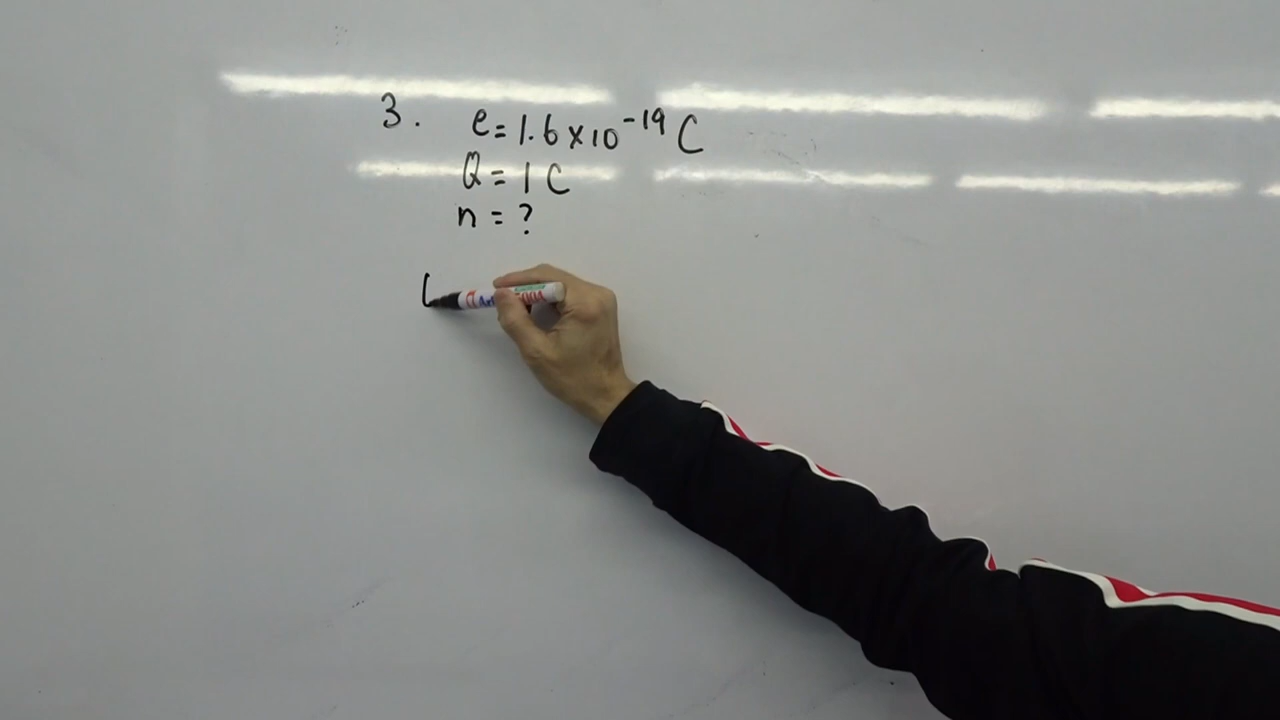 3. e = 1.6 × 10⁻¹⁹ C
Q = 1 C
n = ?